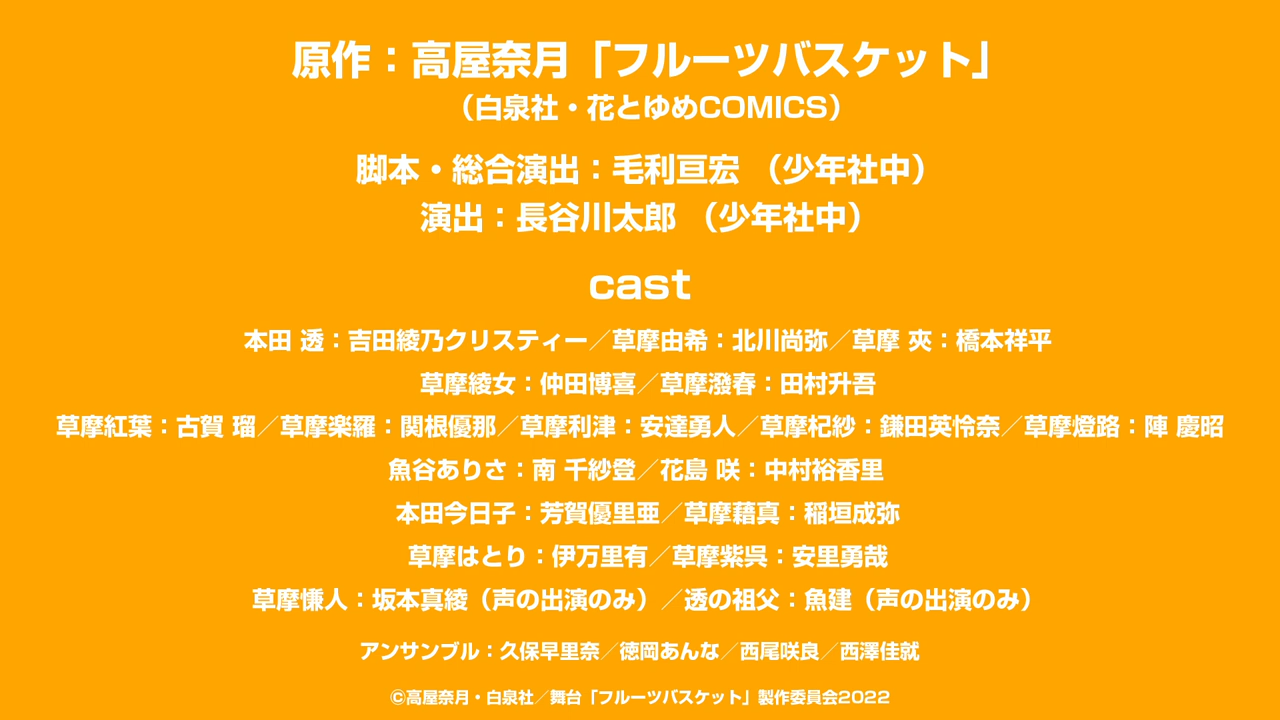 原作：高屋奈月「フルーツバスケット」
（白泉社・花とゆめCOMICS）
脚本・総合演出：毛利亘宏 （少年社中）
演出：長谷川太郎 （少年社中）
cast
本田 透：吉田綾乃クリスティー／草摩由希：北川尚弥／草摩 夾：橋本祥平
草摩綾女：仲田博喜／草摩潑春：田村升吾
草摩紅葉：古賀 瑠／草摩楽羅：関根優那／草摩利津：安達勇人／草摩杞紗：鎌田英怜奈／草摩燈路：陣 慶昭
魚谷ありさ：南 千紗登／花島 咲：中村裕香里
本田今日子：芳賀優里亜／草摩藉真：稲垣成弥
草摩はとり：伊万里有／草摩紫呉：安里勇哉
草摩慊人：坂本真綾（声の出演のみ）／透の祖父：魚建（声の出演のみ）
アンサンブル：久保早里奈／徳岡あんな／西尾咲良／西澤佳就
©高屋奈月・白泉社／舞台「フルーツバスケット」製作委員会2022